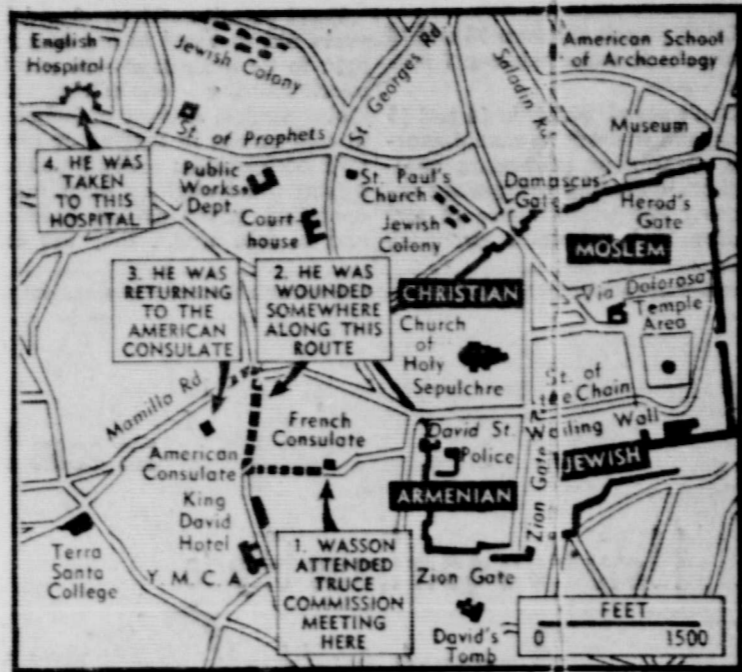 English
Hospital
Jewish Colony
St Georges Rd
Saladin Rd
American School
of Archaeology
St. of Prophets
Museum
4. HE WAS
TAKEN
TO THIS
HOSPITAL
Public
Works
Dept.
St. Paul's
Church
Damascus
Gate
Herod's
Gate
Court
house
Jewish
Colony
MOSLEM
3. HE WAS
RETURNING
TO THE
AMERICAN
CONSULATE
2. HE WAS
WOUNDED
SOMEWHERE
ALONG THIS
ROUTE
CHRISTIAN
Via Dolorosa
Temple
Area
Church
of
Holy
Sepulchre
St. of
the Chain
Mamilla Rd
French
Consulate
David St.
Wailing Wall
American
Consulate
Police
JEWISH
King
David
Hotel
ARMENIAN
Zion Gate
Terra
Santa
College
Y. M. C. A.
1. WASSON
ATTENDED
TRUCE
COMMISSION
MEETING
HERE
Zion Gate
David's
Tomb
FEET
0 1500